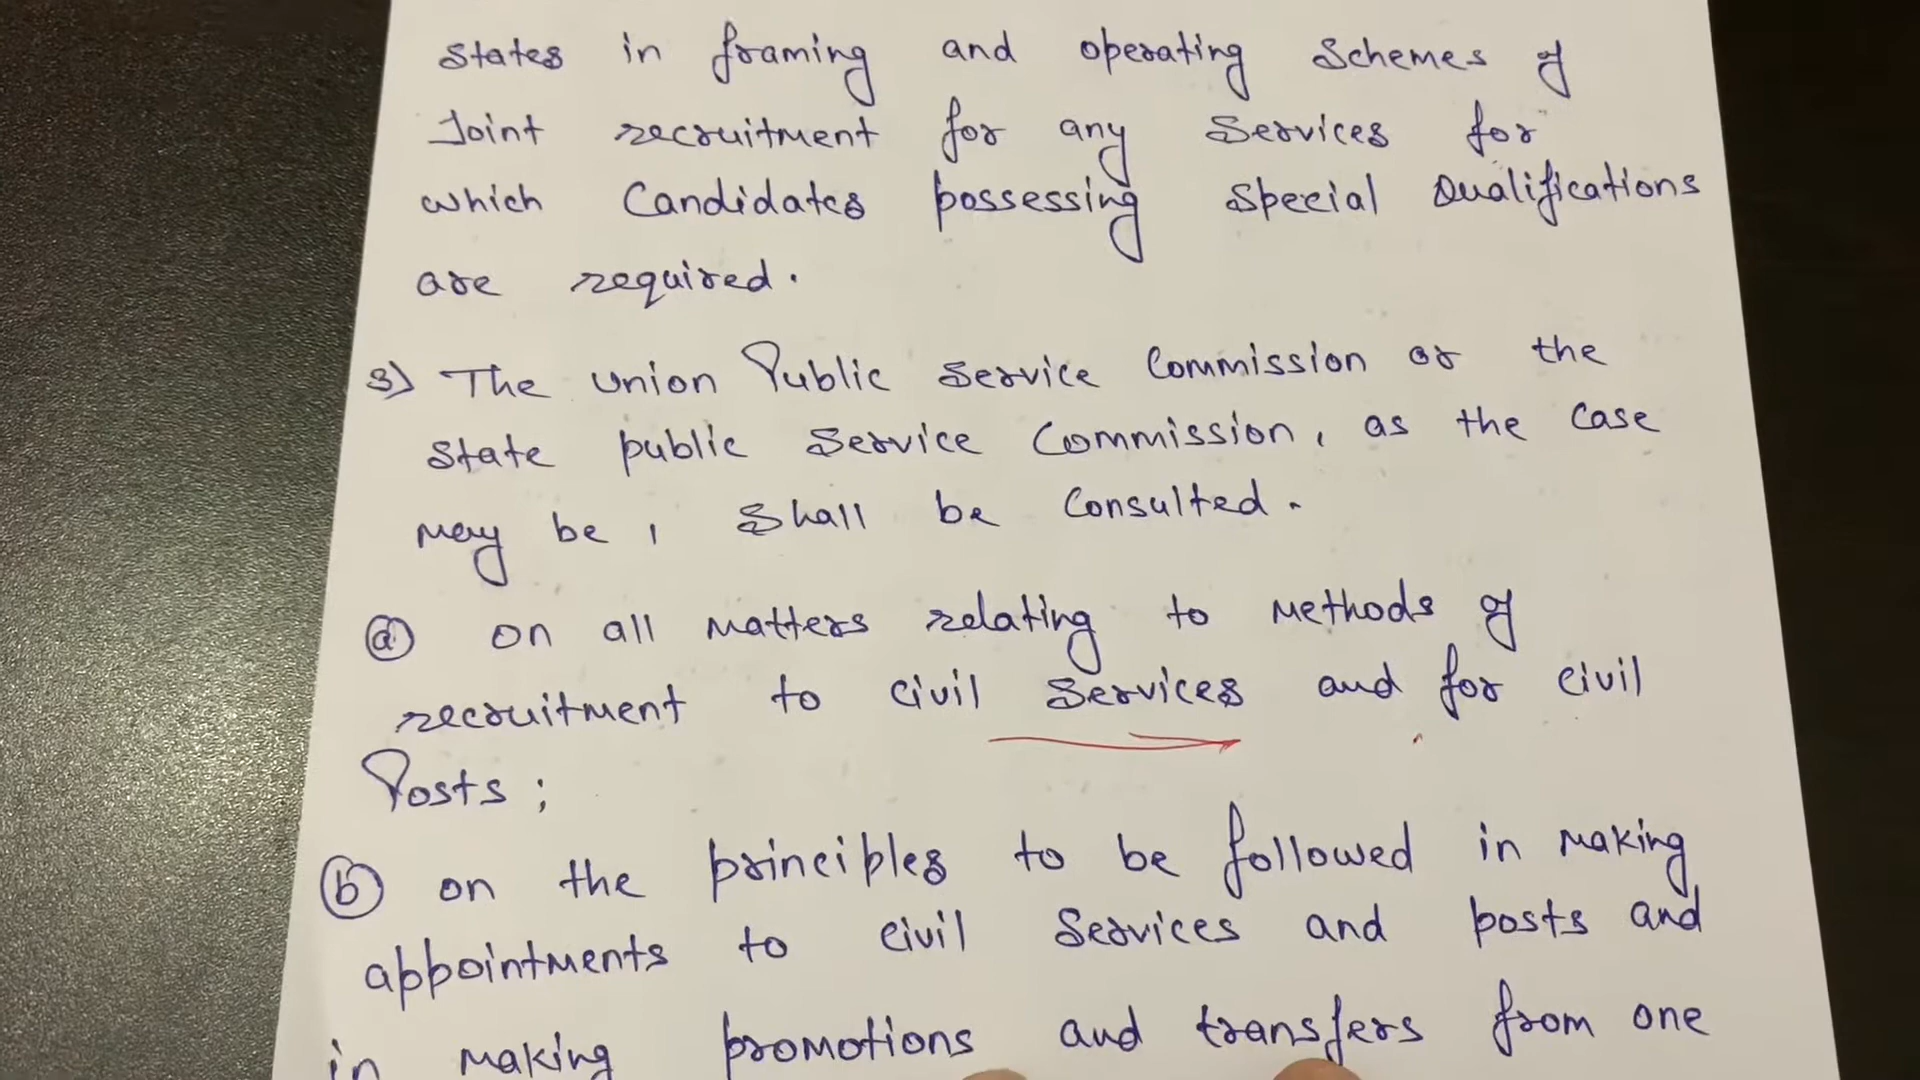 States in framing and operating Schemes of
Joint recruitment for any Services for
which Candidates possessing Special Qualifications
are required.
3) The union Public Service Commission or the
State public Service Commission, as the case
may be, Shall be Consulted.
(a) on all matters relating to methods of
recruitment to civil Services and for civil
Posts ;
(b) on the principles to be followed in making
appointments to civil Services and posts and
in making promotions and transfers from one